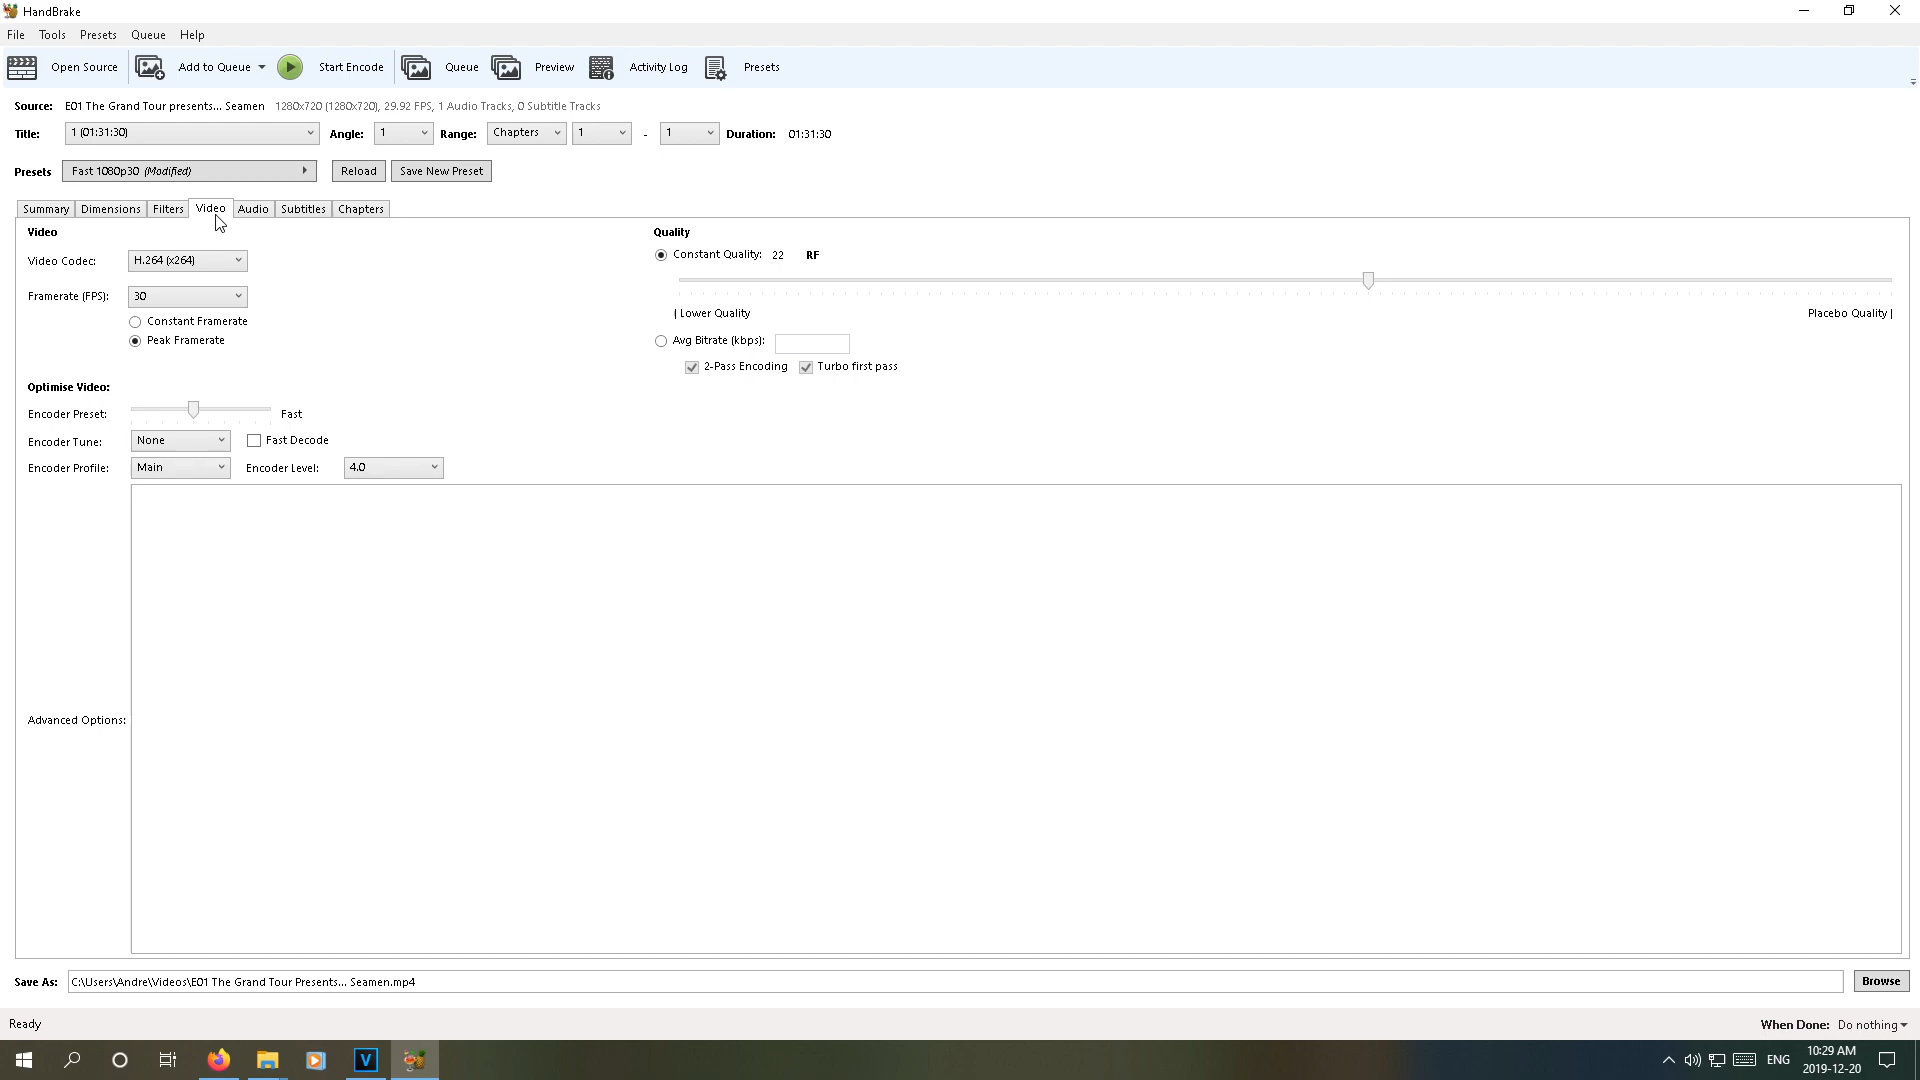 HandBrake
File Tools Presets Queue Help
Open Source Add to Queue Start Encode Queue Preview Activity Log Presets
Source: E01 The Grand Tour presents... Seamen 1280x720 (1280x720), 29.92 FPS, 1 Audio Tracks, 0 Subtitle Tracks
Title: 1 (01:31:30) Angle: 1 Range: Chapters 1 - 1 Duration: 01:31:30
Presets Fast 1080p30 (Modified) Reload Save New Preset
Summary Dimensions Filters Video Audio Subtitles Chapters
Video Quality
Video Codec: H.264 (x264) Constant Quality: 22 RF
Framerate (FPS): 30
| Lower Quality Placebo Quality |
Constant Framerate
Peak Framerate Avg Bitrate (kbps):
2-Pass Encoding Turbo first pass
Optimise Video:
Encoder Preset: Fast
Encoder Tune: None Fast Decode
Encoder Profile: Main Encoder Level: 4.0
Advanced Options:
Save As: C:\Users\Andre\Videos\E01 The Grand Tour Presents... Seamen.mp4 Browse
Ready When Done: Do nothing
V ENG 10:29 AM
2019-12-20